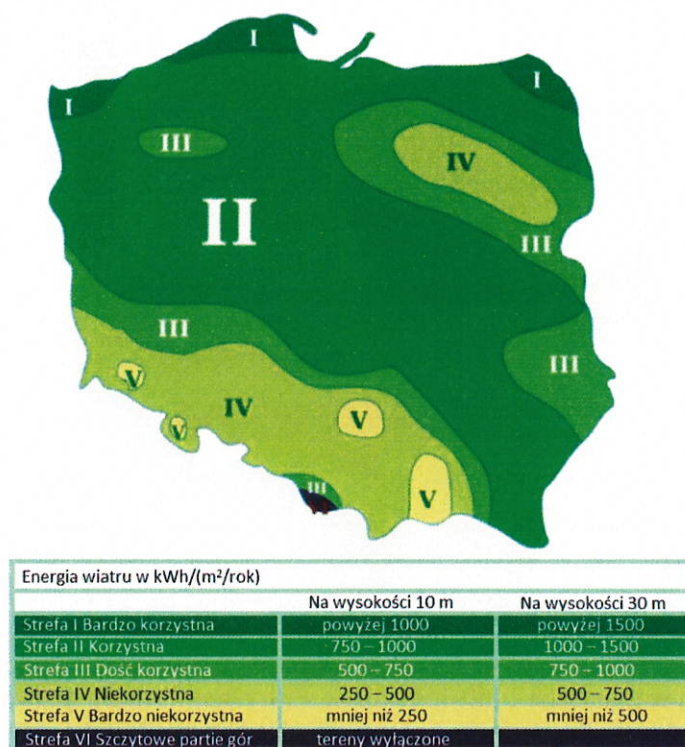 I
I
I
III
IV
II
III
III
III
V
IV
V
V
III
V
Energia wiatru w kWh/(m²/rok)
Na wysokości 10 m Na wysokości 30 m
Strefa I Bardzo korzystna powyżej 1000 powyżej 1500
Strefa II Korzystna 750 – 1000 1000 – 1500
Strefa III Dość korzystna 500 – 750 750 – 1000
Strefa IV Niekorzystna 250 – 500 500 – 750
Strefa V Bardzo niekorzystna mniej niż 250 mniej niż 500
Strefa VI Szczytowe partie gór tereny wyłączone